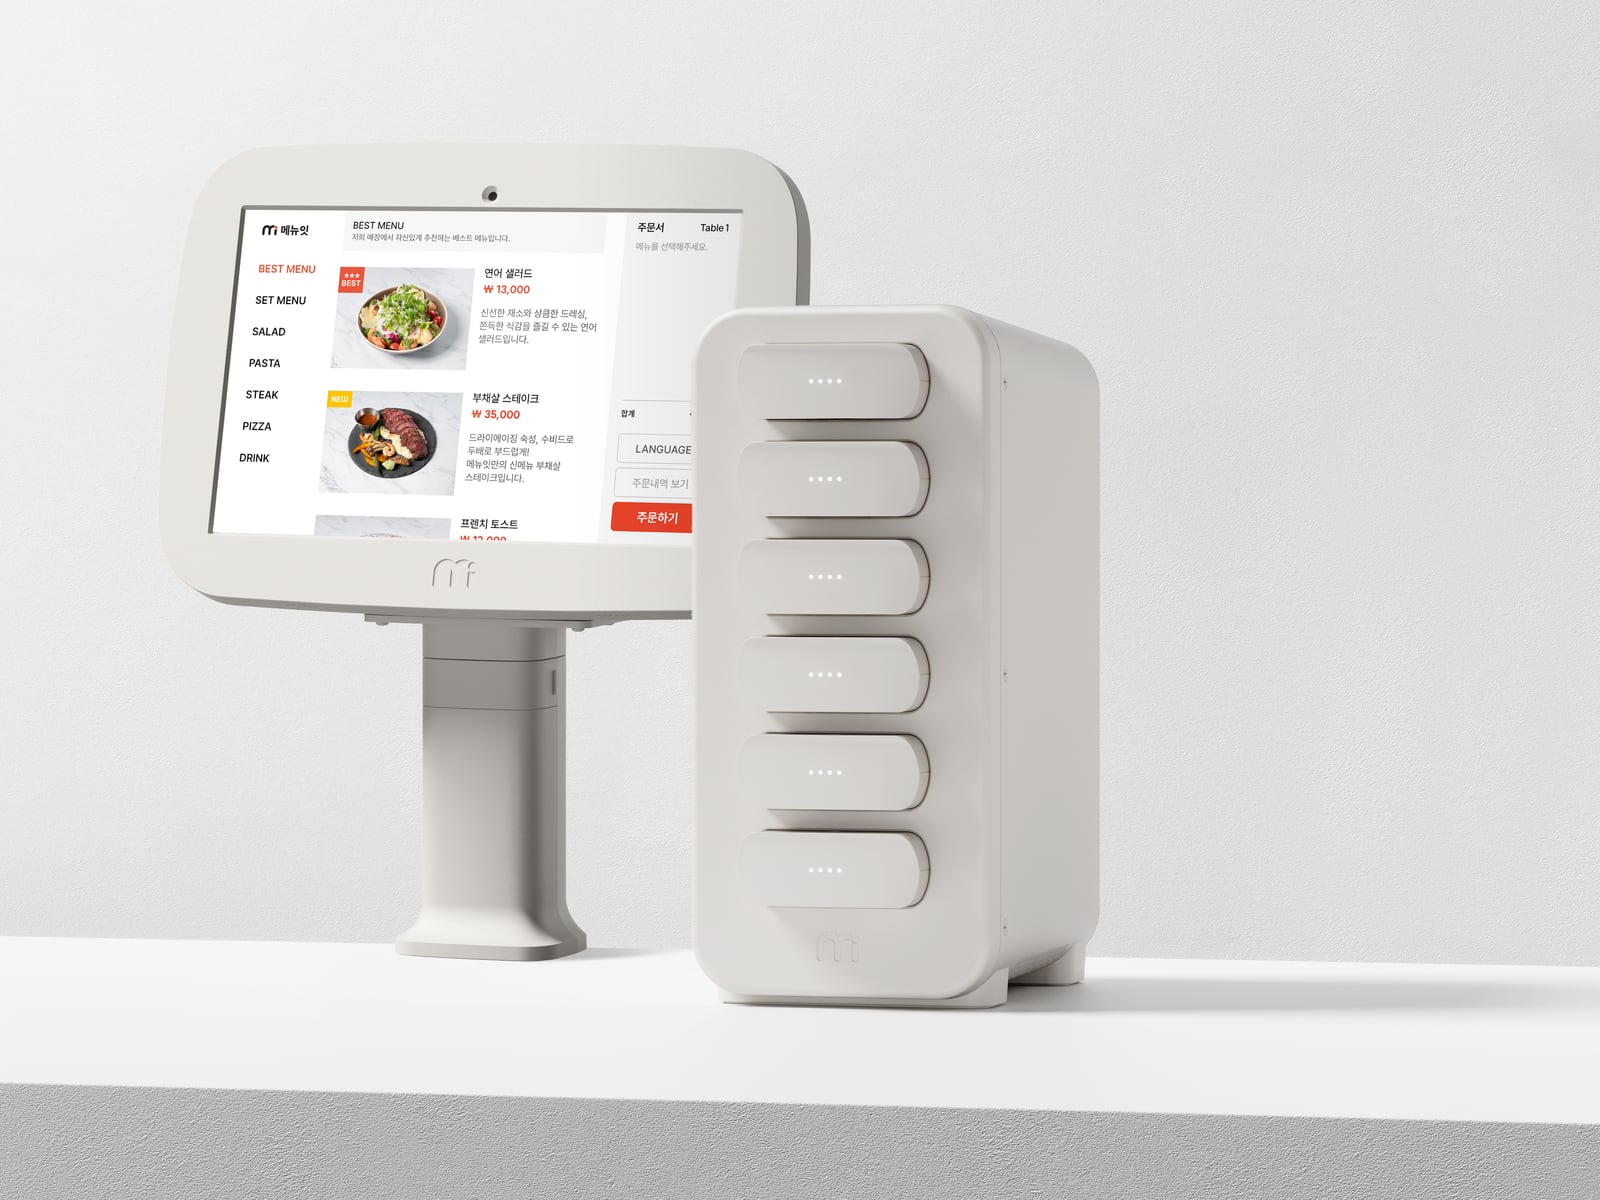 mi 메뉴잇
BEST MENU
SET MENU
SALAD
PASTA
STEAK
PIZZA
DRINK
BEST MENU
저희 매장에서 자신있게 추천하는 베스트 메뉴입니다.
BEST
연어 샐러드
₩ 13,000
신선한 채소와 상큼한 드레싱,
쫀득한 식감을 즐길 수 있는 연어
샐러드입니다.
NEW
부채살 스테이크
₩ 35,000
드라이에이징 숙성, 수비드로
두배로 부드럽게!
메뉴잇만의 신메뉴 부채살
스테이크입니다.
프렌치 토스트
₩ 12,000
주문서
Table 1
메뉴를 선택해주세요.
합계
LANGUAGE
주문내역 보기
주문하기
mi
mi